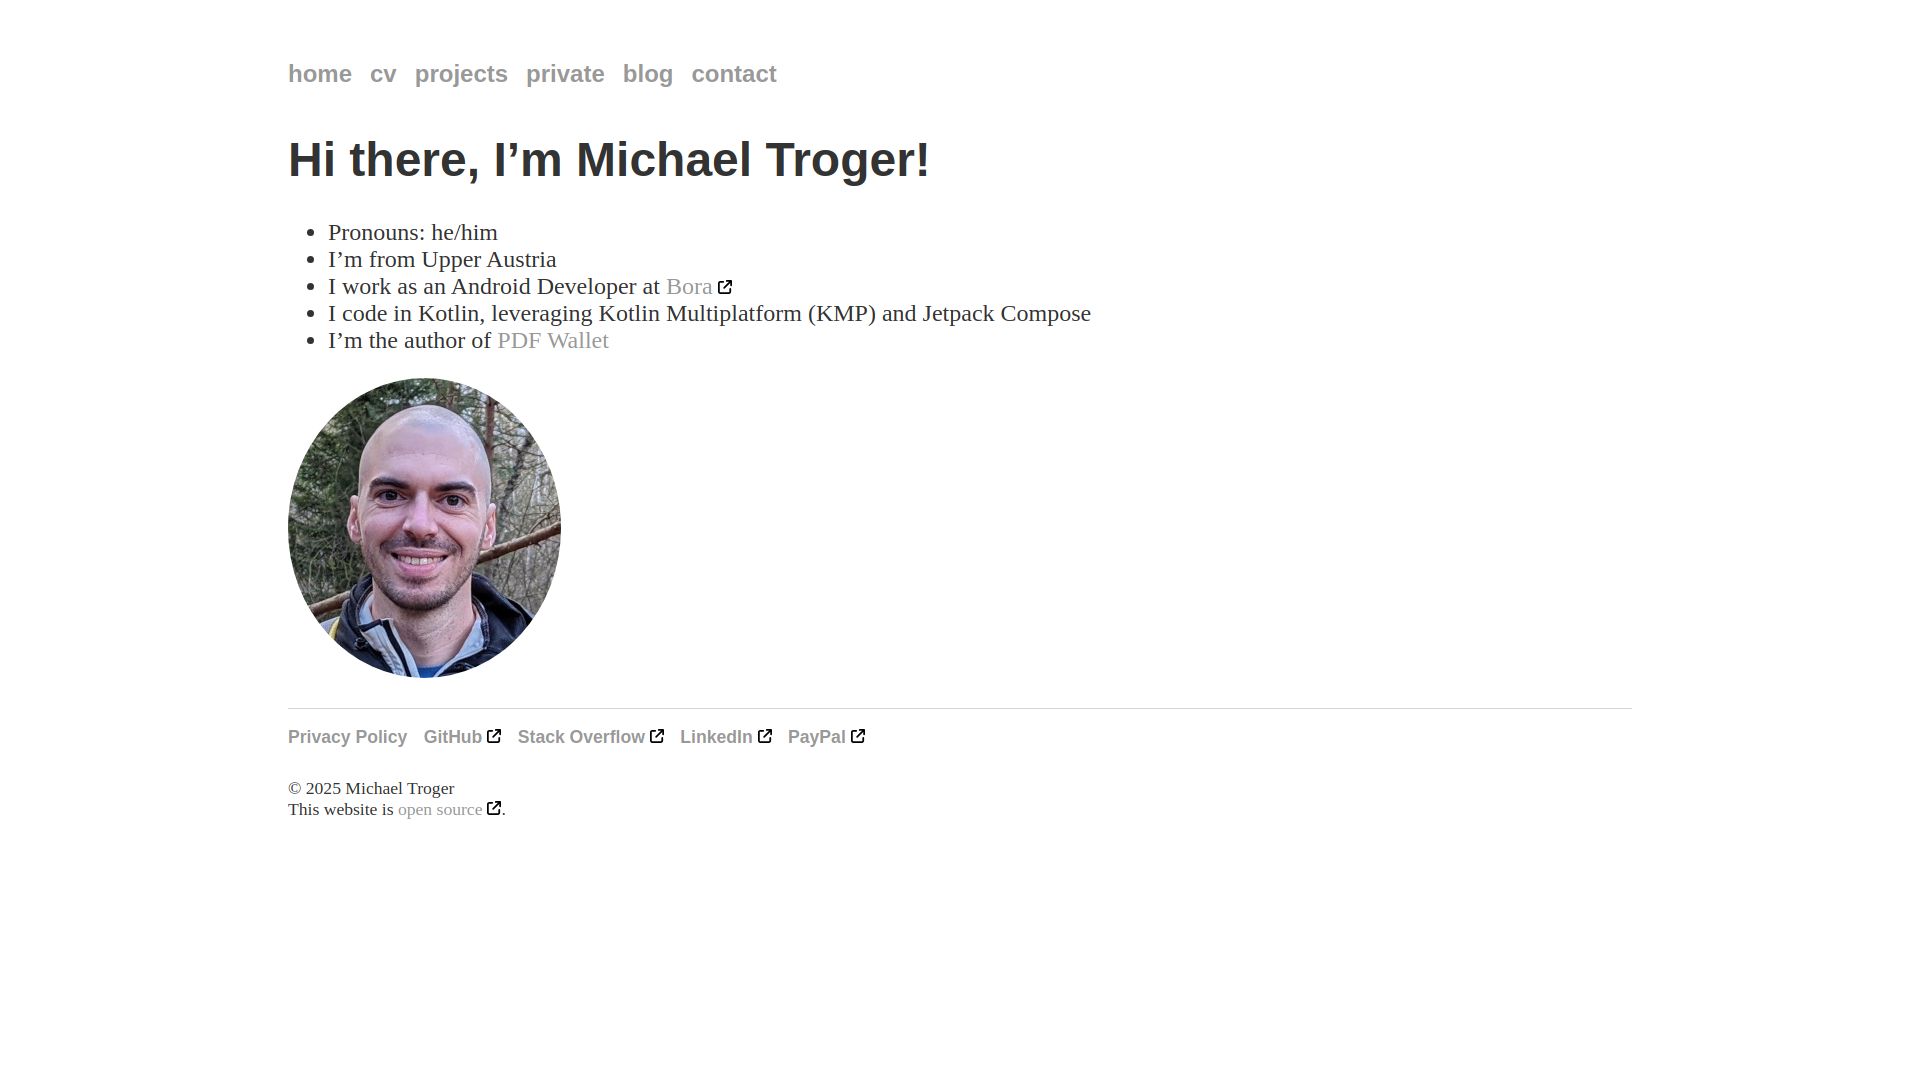 home cv projects private blog contact
Hi there, I’m Michael Troger!
Pronouns: he/him
I’m from Upper Austria
I work as an Android Developer at Bora
I code in Kotlin, leveraging Kotlin Multiplatform (KMP) and Jetpack Compose
I’m the author of PDF Wallet
Privacy Policy GitHub Stack Overflow LinkedIn PayPal
© 2025 Michael Troger
This website is open source.